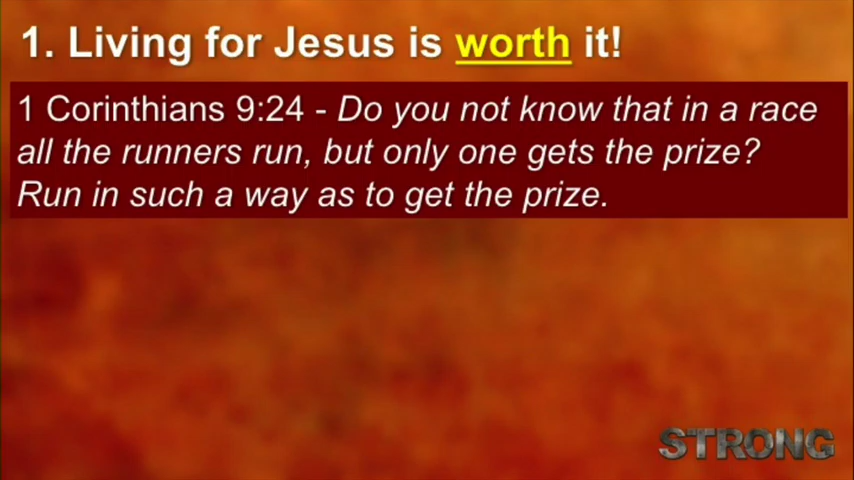 1. Living for Jesus is worth it!
1 Corinthians 9:24 - Do you not know that in a race
all the runners run, but only one gets the prize?
Run in such a way as to get the prize.
STRONG